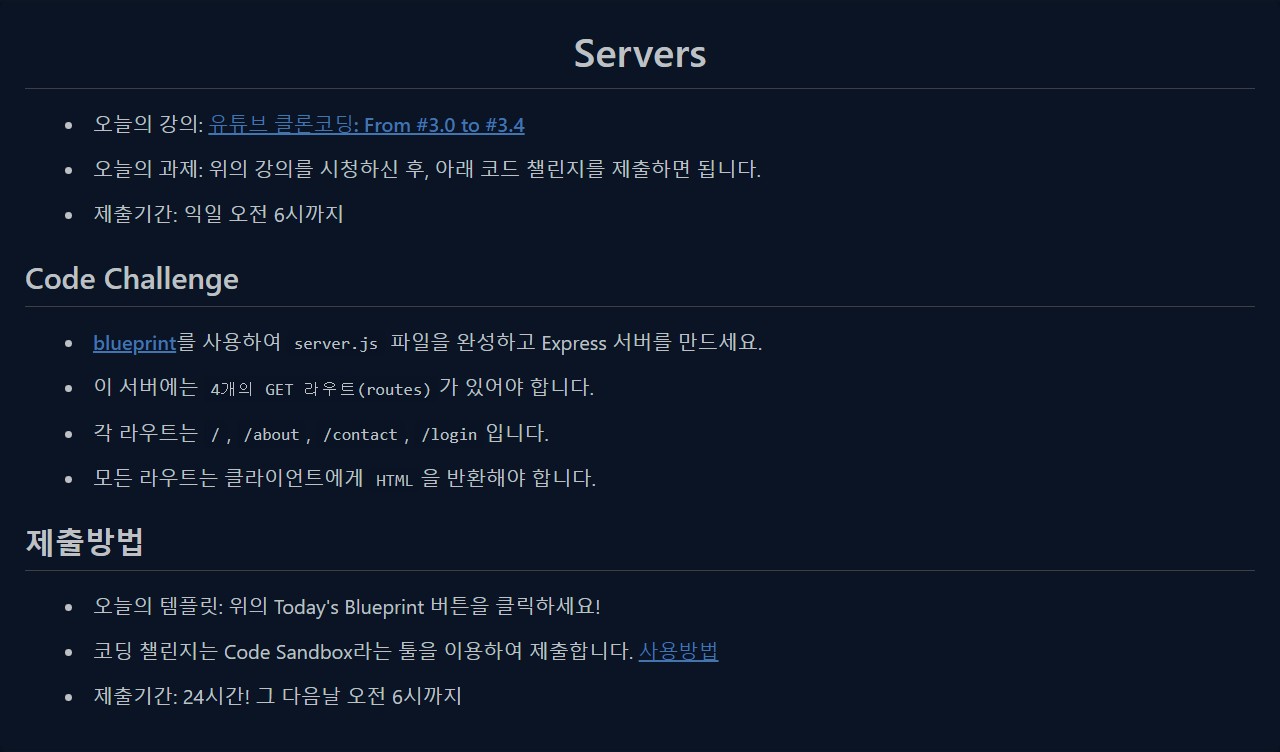 Servers
오늘의 강의: 유튜브 클론코딩: From #3.0 to #3.4
오늘의 과제: 위의 강의를 시청하신 후, 아래 코드 챌린지를 제출하면 됩니다.
제출기간: 익일 오전 6시까지
Code Challenge
blueprint를 사용하여 server.js 파일을 완성하고 Express 서버를 만드세요.
이 서버에는 4개의 GET 라우트(routes) 가 있어야 합니다.
각 라우트는 / , /about , /contact , /login 입니다.
모든 라우트는 클라이언트에게 HTML 을 반환해야 합니다.
제출방법
오늘의 템플릿: 위의 Today's Blueprint 버튼을 클릭하세요!
코딩 챌린지는 Code Sandbox라는 툴을 이용하여 제출합니다. 사용방법
제출기간: 24시간! 그 다음날 오전 6시까지